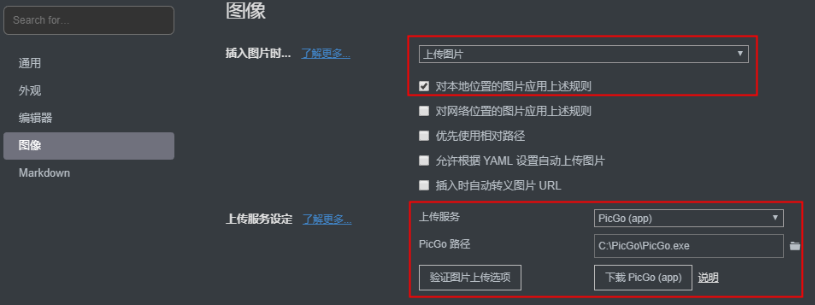 Search for...
通用
外观
编辑器
图像
Markdown
图像
插入图片时... 了解更多...
上传图片
对本地位置的图片应用上述规则
对网络位置的图片应用上述规则
优先使用相对路径
允许根据 YAML 设置自动上传图片
插入时自动转义图片 URL
上传服务设定 了解更多...
上传服务 PicGo (app)
PicGo 路径 C:\PicGo\PicGo.exe
验证图片上传选项 下载 PicGo (app) 说明